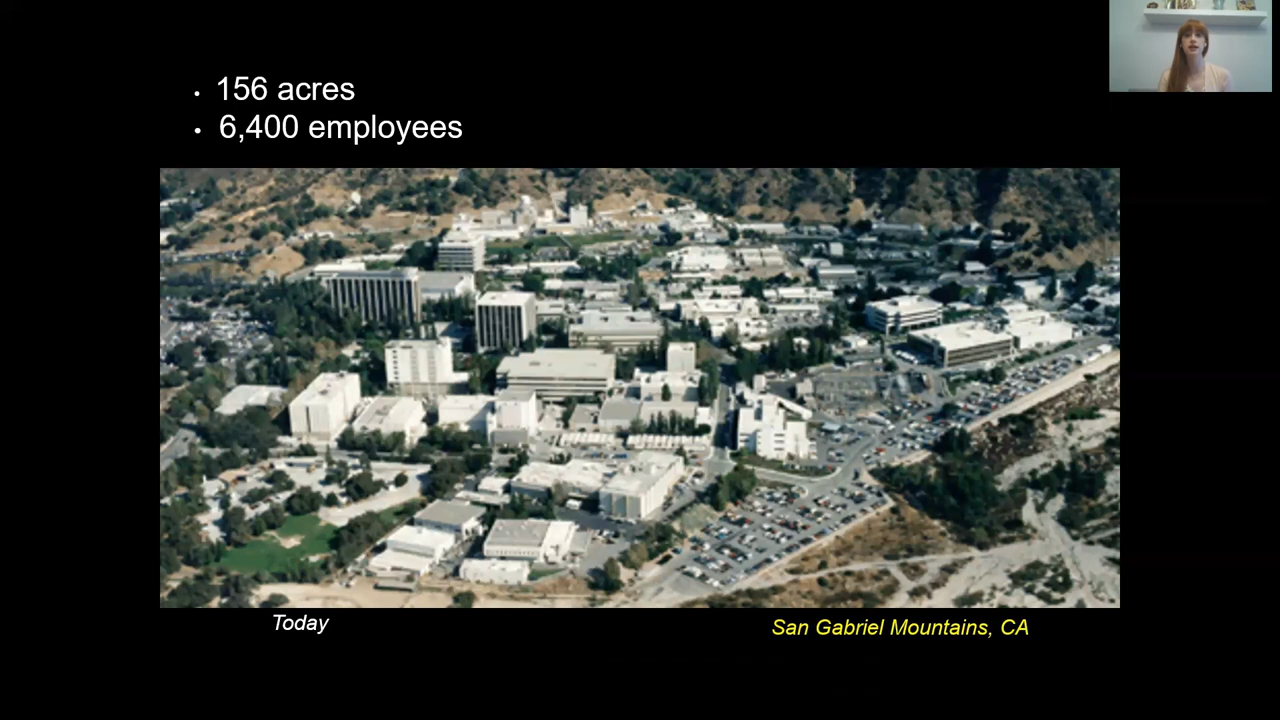 • 156 acres
• 6,400 employees
Today
San Gabriel Mountains, CA